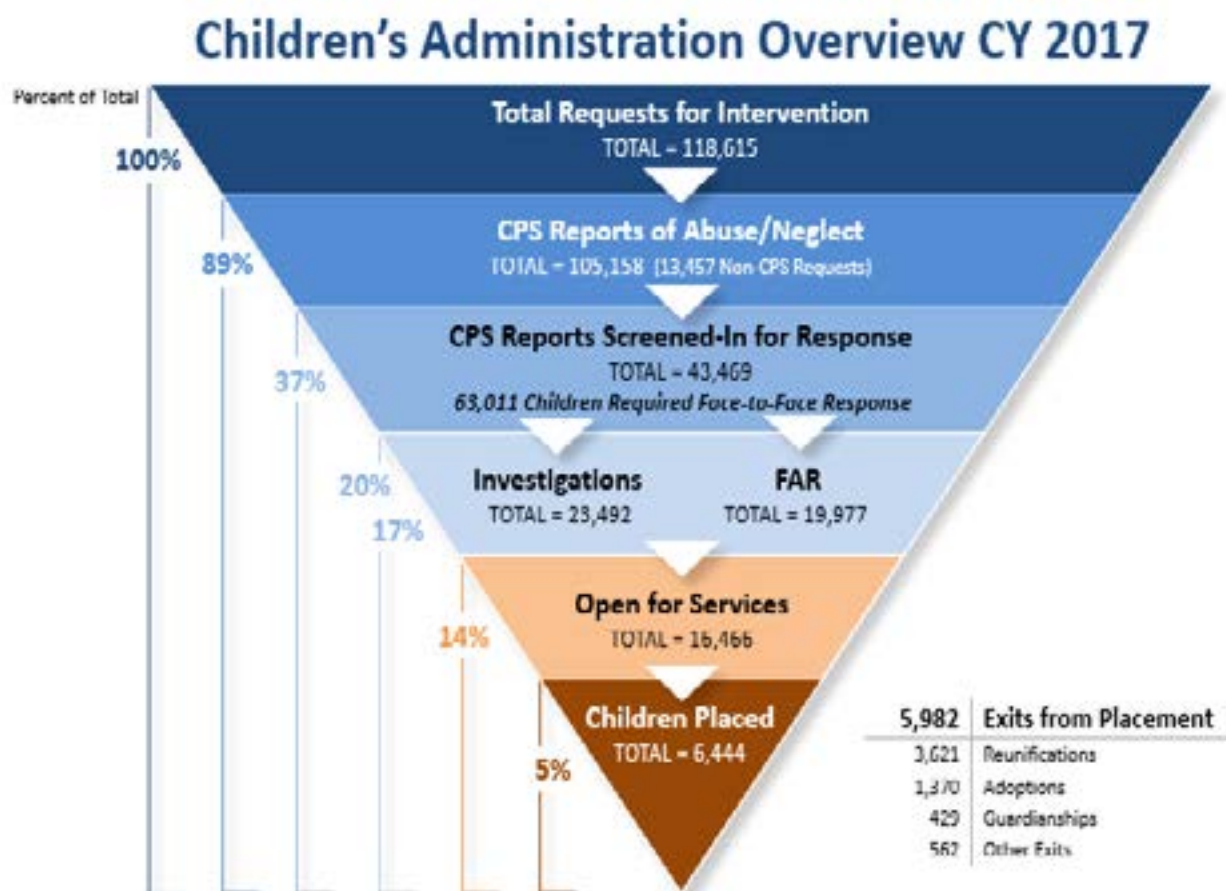 Children's Administration Overview CY 2017
Percent of Total
Total Requests for Intervention
TOTAL = 118,615
100%
CPS Reports of Abuse/Neglect
TOTAL = 105,158 (13,457 Non CPS Requests)
89%
CPS Reports Screened-In for Response
TOTAL = 43,469
37%
63,011 Children Required Face-to-Face Response
Investigations
FAR
20%
TOTAL = 23,492
TOTAL = 19,977
17%
Open for Services
TOTAL = 16,466
14%
Children Placed
TOTAL = 6,444
5%
5,982 Exits from Placement
3,621 Reunifications
1,370 Adoptions
429 Guardianships
562 Other Exits